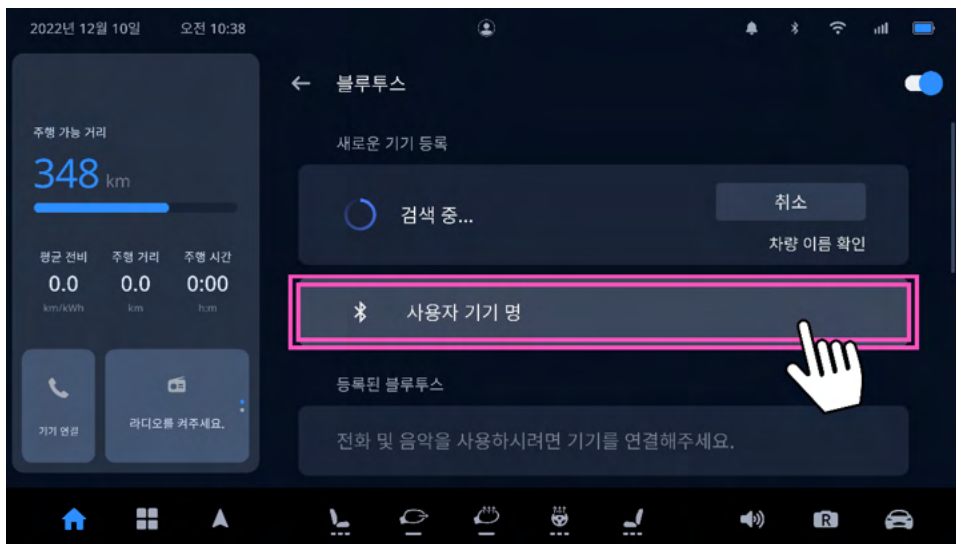 2022년 12월 10일 오전 10:38
블루투스
주행 가능 거리
348 km
평균 전비 주행 거리 주행 시간
0.0 0.0 0:00
km/kWh km h:m
기기 연결
라디오를 켜주세요.
새로운 기기 등록
검색 중...
취소
차량 이름 확인
사용자 기기 명
등록된 블루투스
전화 및 음악을 사용하시려면 기기를 연결해주세요.
R